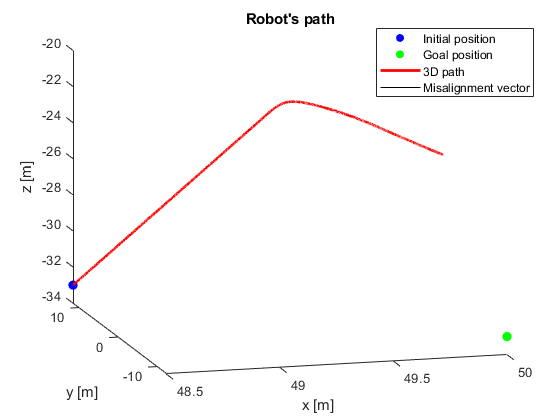 Robot's path
Initial position
Goal position
3D path
Misalignment vector
-20
-22
-24
-26
-28
-30
-32
-34
z [m]
10
0
-10
y [m]
48.5
49
49.5
50
x [m]